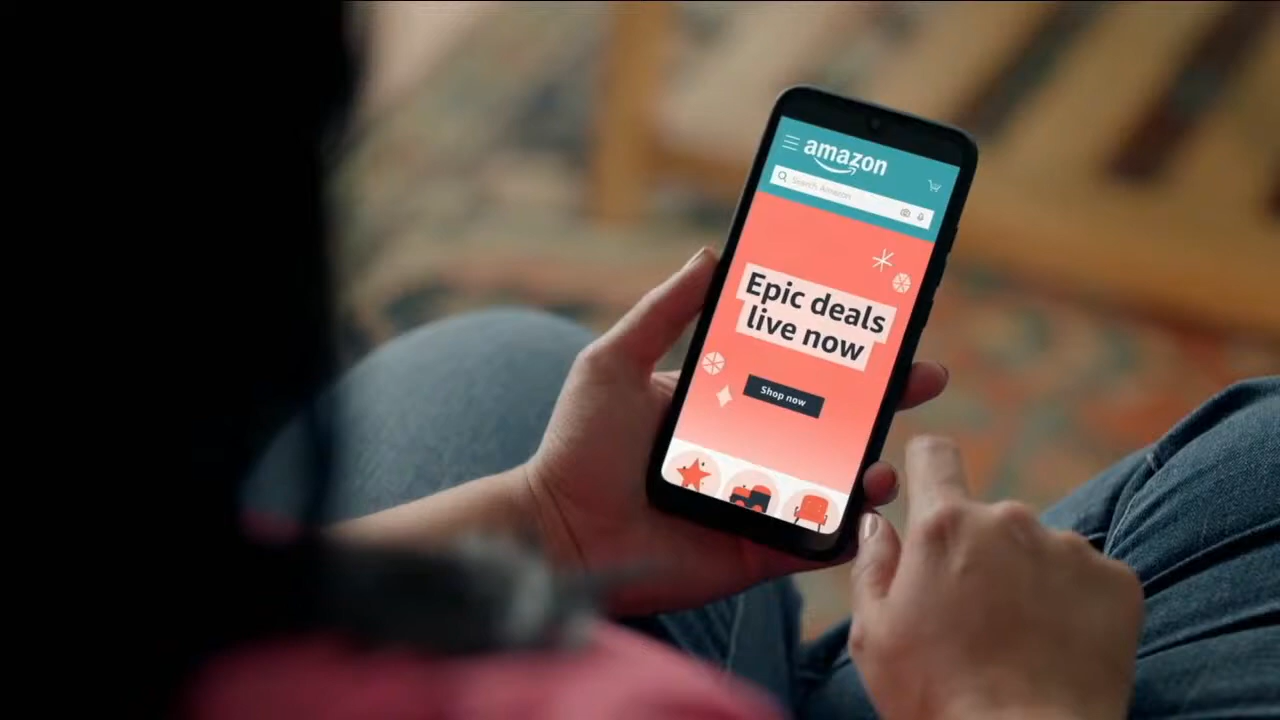 amazon
Search Amazon
Epic deals
live now
Shop now